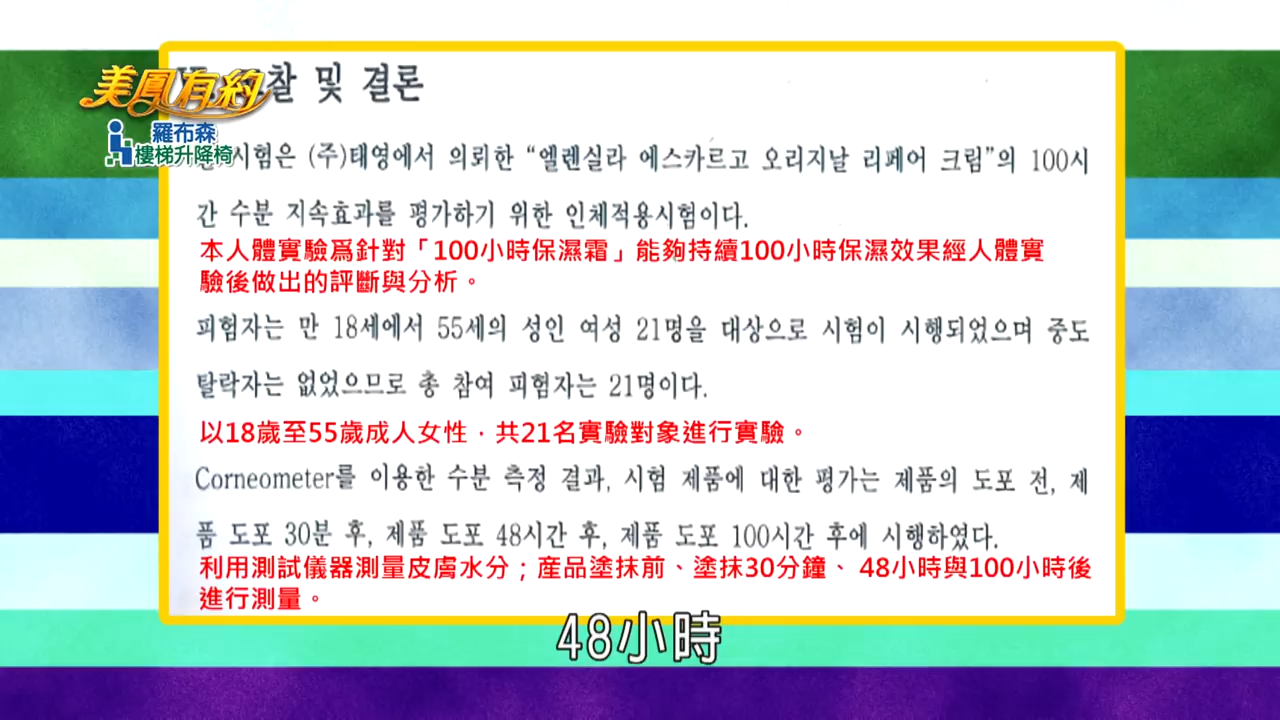 美鳳有約
羅布森
樓梯升降椅
찰 및 결론
시험은 (주)태영에서 의뢰한 “엘렌실라 에스카르고 오리지날 리페어 크림”의 100시
간 수분 지속효과를 평가하기 위한 인체적용시험이다.
本人體實驗爲針對「100小時保濕霜」能夠持續100小時保濕效果經人體實
驗後做出的評斷與分析。
피험자는 만 18세에서 55세의 성인 여성 21명을 대상으로 시험이 시행되었으며 중도
탈락자는 없었으므로 총 참여 피험자는 21명이다.
以18歲至55歲成人女性，共21名實驗對象進行實驗。
Corneometer를 이용한 수분 측정 결과, 시험 제품에 대한 평가는 제품의 도포 전, 제
품 도포 30분 후, 제품 도포 48시간 후, 제품 도포 100시간 후에 시행하였다.
利用測試儀器測量皮膚水分；産品塗抹前、塗抹30分鐘、 48小時與100小時後
進行測量。
48小時